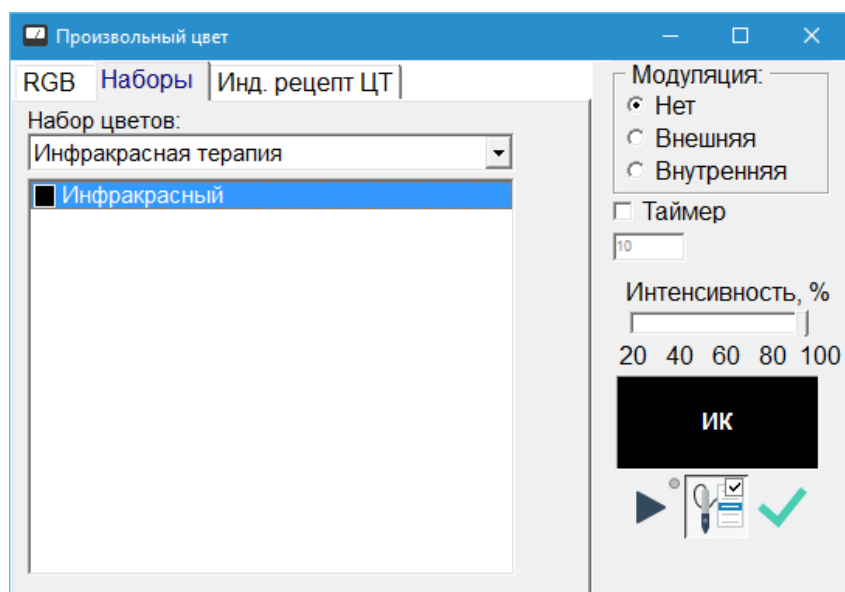 Произвольный цвет
RGB Наборы Инд. рецепт ЦТ
Набор цветов:
Инфракрасная терапия
Инфракрасный
Модуляция:
Нет
Внешняя
Внутренняя
Таймер
10
Интенсивность, %
20 40 60 80 100
ИК